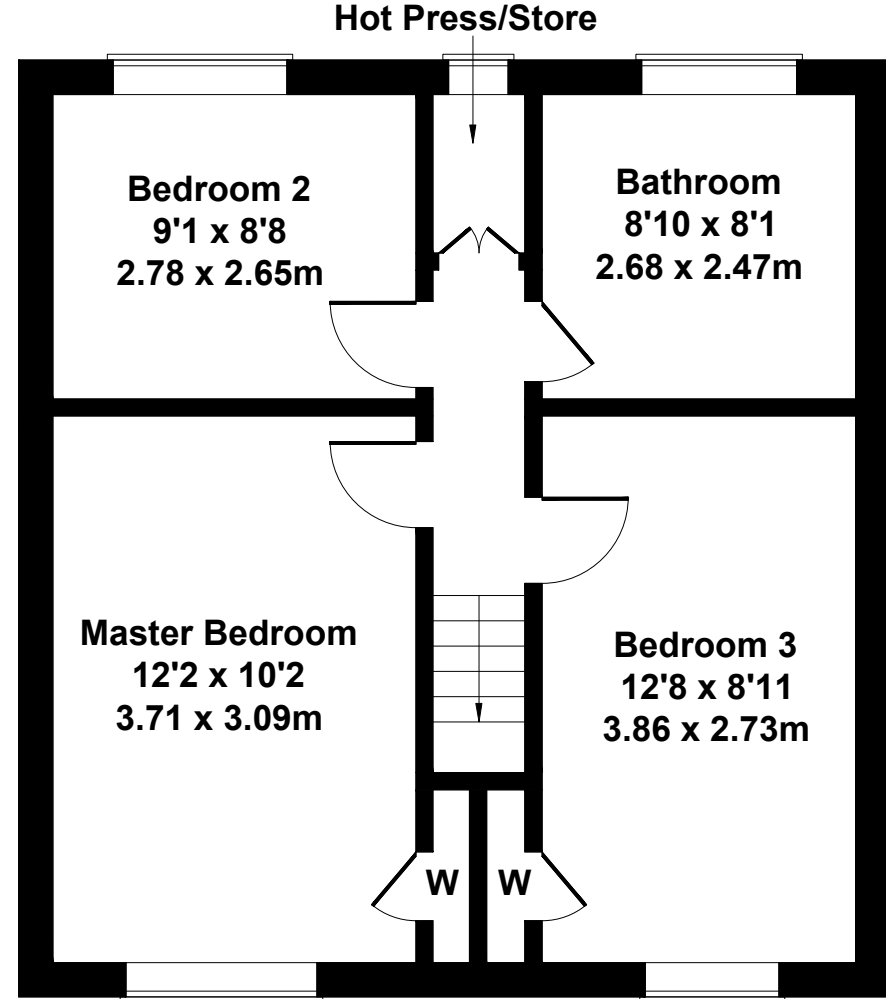 Hot Press/Store
Bedroom 2
9'1 x 8'8
2.78 x 2.65m
Bathroom
8'10 x 8'1
2.68 x 2.47m
Master Bedroom
12'2 x 10'2
3.71 x 3.09m
Bedroom 3
12'8 x 8'11
3.86 x 2.73m
W
W